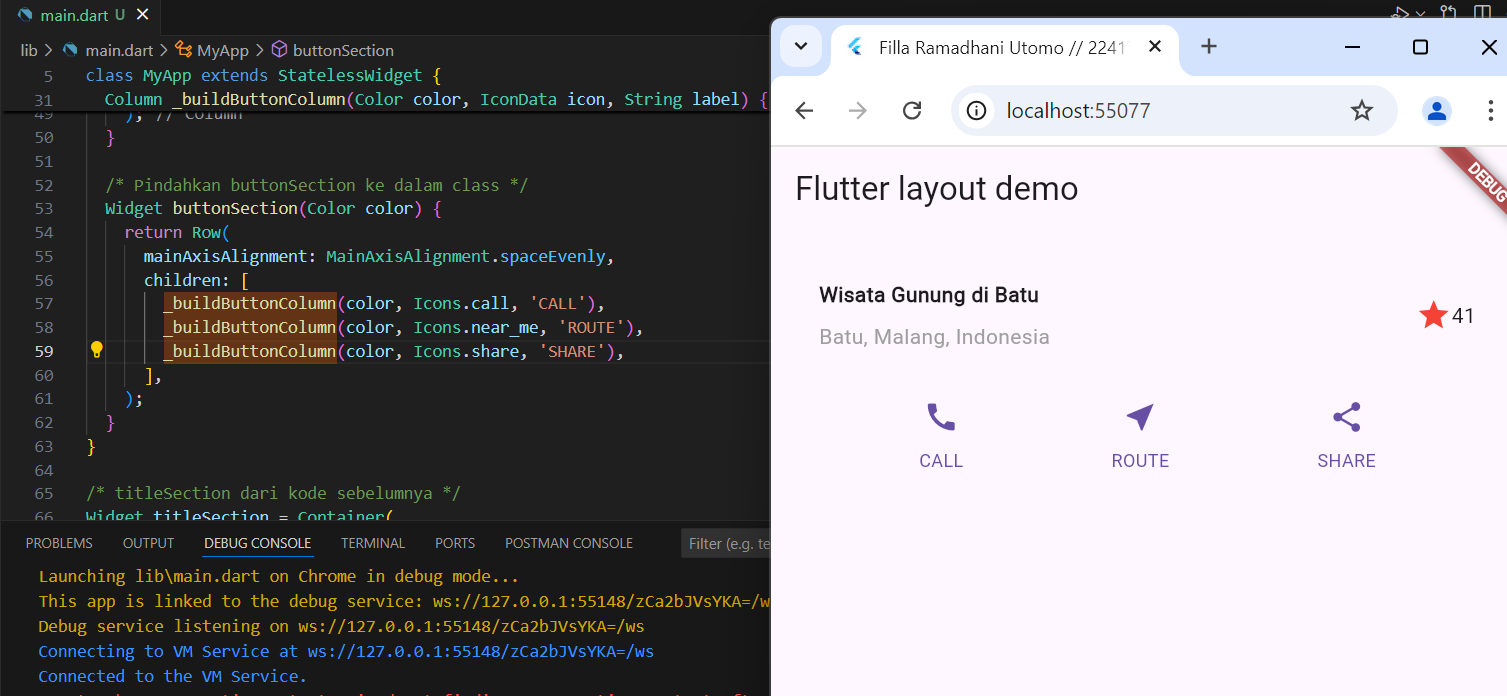 main.dart U
lib > main.dart > MyApp > buttonSection
5 class MyApp extends StatelessWidget {
31 Column _buildButtonColumn(Color color, IconData icon, String label) {
49 ); // Column
50 }
51
52 /* Pindahkan buttonSection ke dalam class */
53 Widget buttonSection(Color color) {
54 return Row(
55 mainAxisAlignment: MainAxisAlignment.spaceEvenly,
56 children: [
57 _buildButtonColumn(color, Icons.call, 'CALL'),
58 _buildButtonColumn(color, Icons.near_me, 'ROUTE'),
59 _buildButtonColumn(color, Icons.share, 'SHARE'),
60 ],
61 );
62 }
63 }
64
65 /* titleSection dari kode sebelumnya */
66 Widget titleSection = Container(
PROBLEMS OUTPUT DEBUG CONSOLE TERMINAL PORTS POSTMAN CONSOLE Filter (e.g. te
Launching lib\main.dart on Chrome in debug mode...
This app is linked to the debug service: ws://127.0.0.1:55148/zCa2bJVsYKA=/w
Debug service listening on ws://127.0.0.1:55148/zCa2bJVsYKA=/ws
Connecting to VM Service at ws://127.0.0.1:55148/zCa2bJVsYKA=/ws
Connected to the VM Service.
Filla Ramadhani Utomo // 2241
localhost:55077
DEBUG
Flutter layout demo
Wisata Gunung di Batu
Batu, Malang, Indonesia
41
CALL ROUTE SHARE